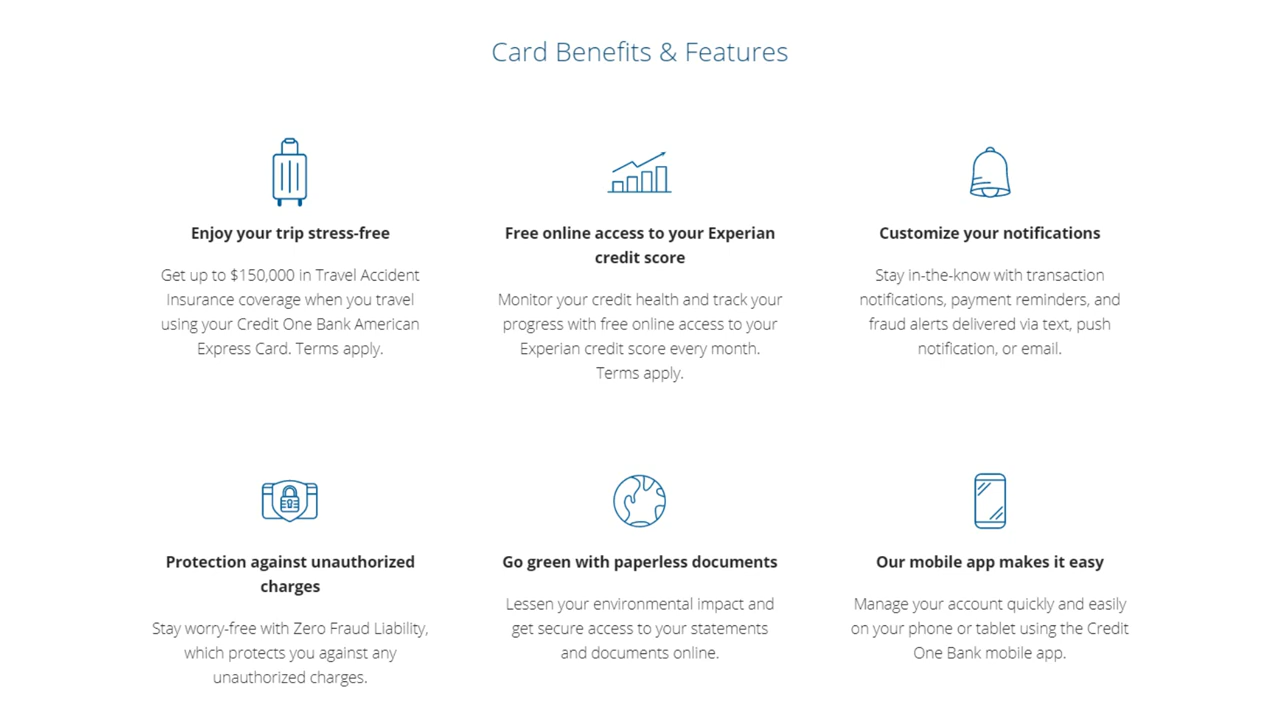 Card Benefits & Features
Enjoy your trip stress-free
Get up to $150,000 in Travel Accident
Insurance coverage when you travel
using your Credit One Bank American
Express Card. Terms apply.
Free online access to your Experian
credit score
Monitor your credit health and track your
progress with free online access to your
Experian credit score every month.
Terms apply.
Customize your notifications
Stay in-the-know with transaction
notifications, payment reminders, and
fraud alerts delivered via text, push
notification, or email.
Protection against unauthorized
charges
Stay worry-free with Zero Fraud Liability,
which protects you against any
unauthorized charges.
Go green with paperless documents
Lessen your environmental impact and
get secure access to your statements
and documents online.
Our mobile app makes it easy
Manage your account quickly and easily
on your phone or tablet using the Credit
One Bank mobile app.